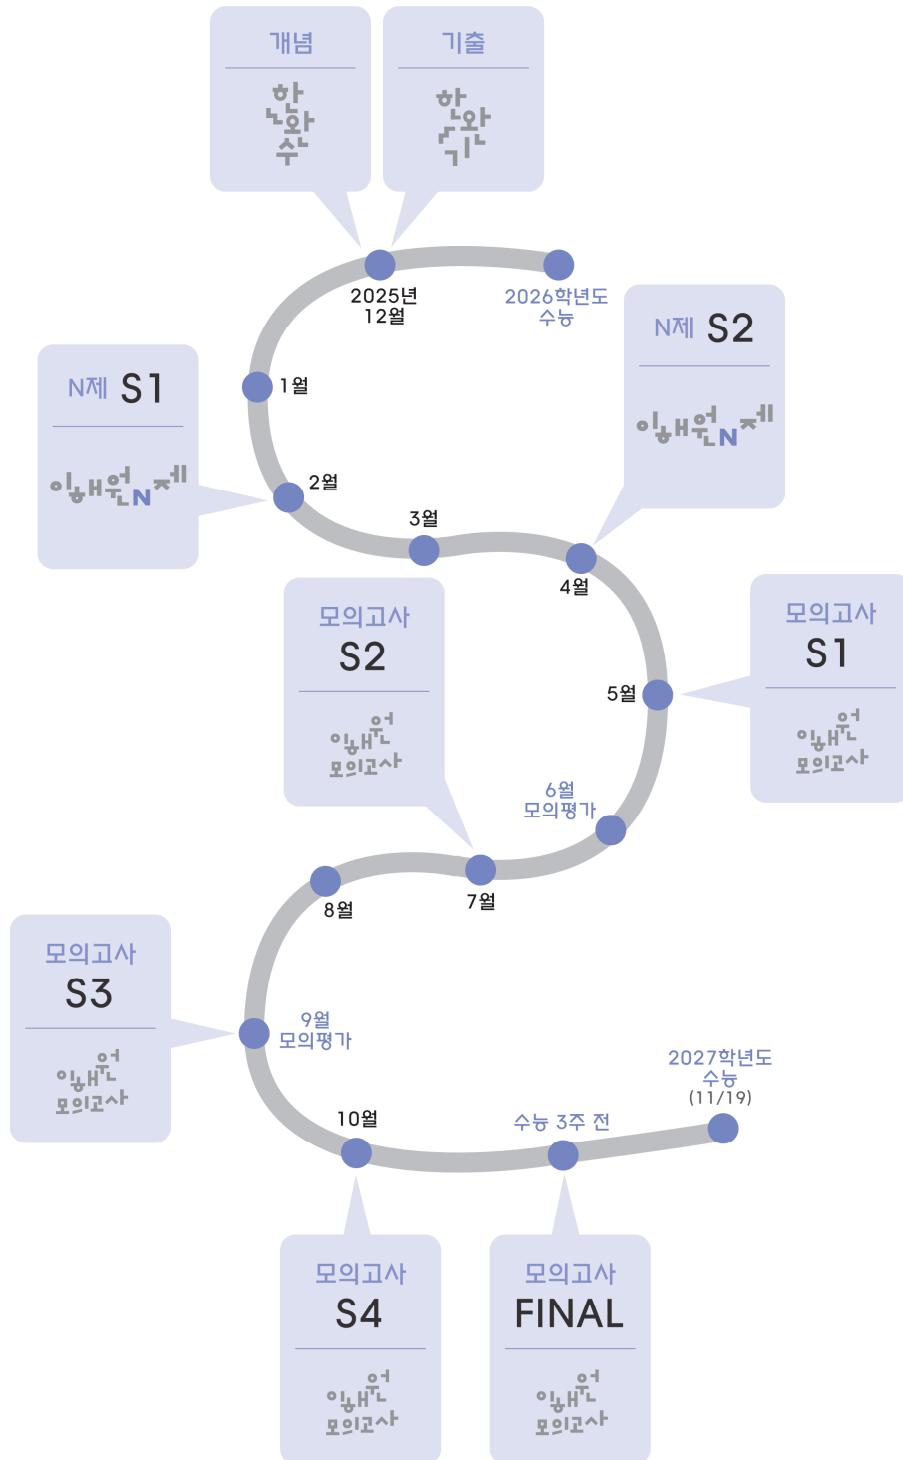 개념
한
완
수
기술
한
완
기
2025년
12월
2026학년도
수능
N제 S2
이해원N제
N제 S1
이해원N제
1월
2월
3월
4월
모의고사
S2
이해원
모의고사
모의고사
S1
이해원
모의고사
5월
6월
모의평가
7월
8월
모의고사
S3
이해원
모의고사
9월
모의평가
2027학년도
수능
(11/19)
10월
수능 3주 전
모의고사
S4
이해원
모의고사
모의고사
FINAL
이해원
모의고사